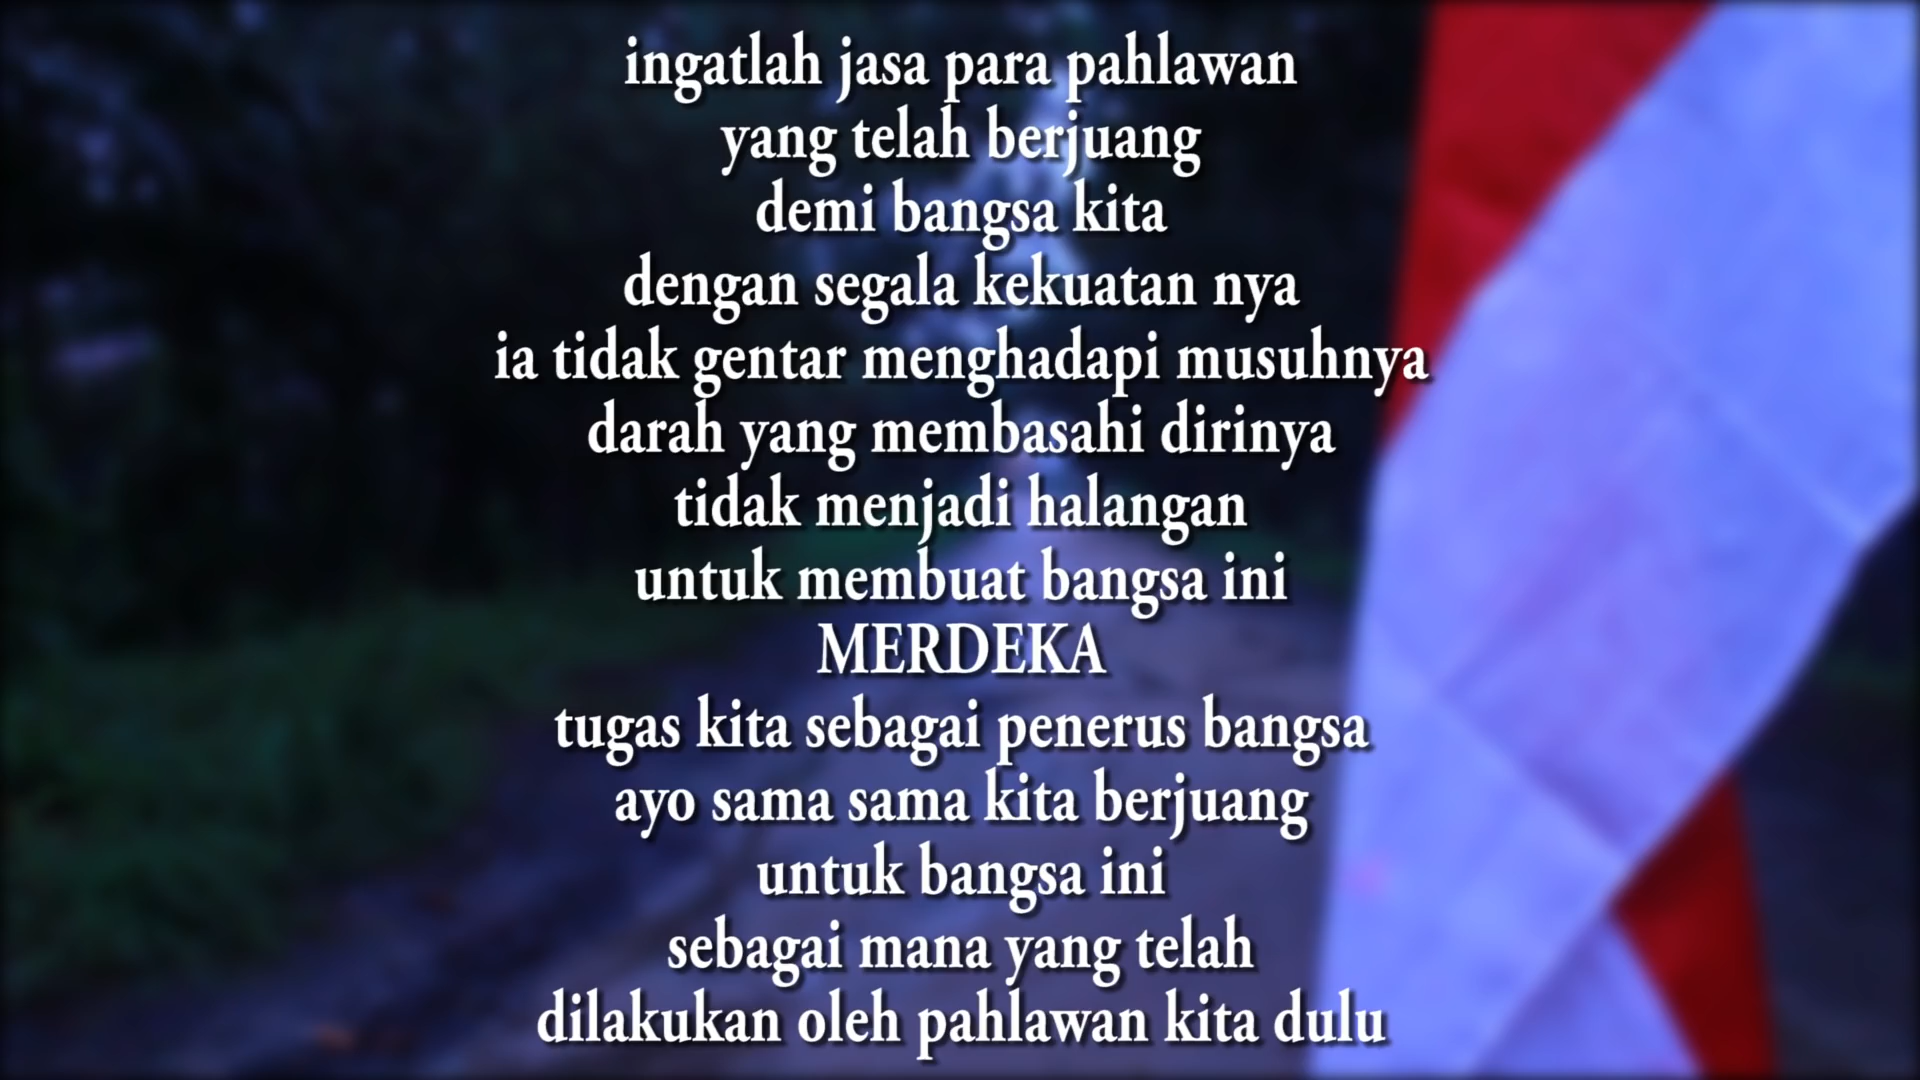 ingatlah jasa para pahlawan
yang telah berjuang
demi bangsa kita
dengan segala kekuatan nya
ia tidak gentar menghadapi musuhnya
darah yang membasahi dirinya
tidak menjadi halangan
untuk membuat bangsa ini
MERDEKA
tugas kita sebagai penerus bangsa
ayo sama sama kita berjuang
untuk bangsa ini
sebagai mana yang telah
dilakukan oleh pahlawan kita dulu